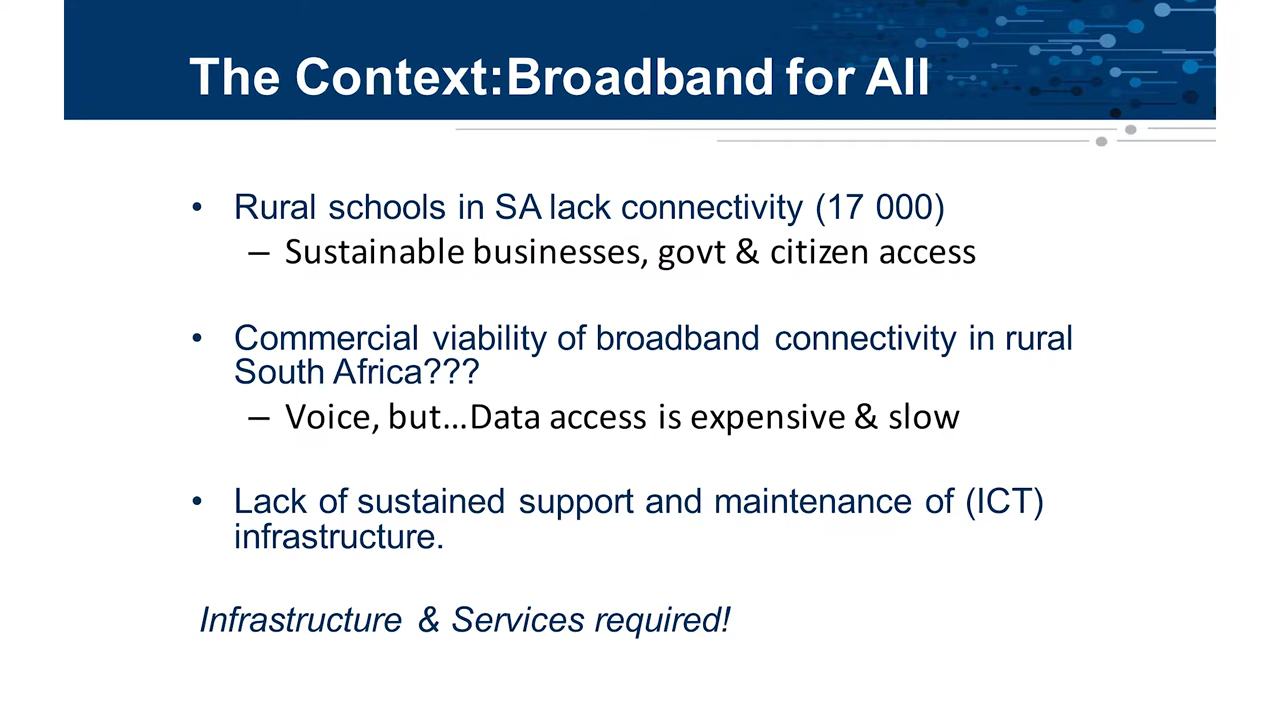 The Context:Broadband for All
• Rural schools in SA lack connectivity (17 000)
– Sustainable businesses, govt & citizen access
• Commercial viability of broadband connectivity in rural
South Africa???
– Voice, but...Data access is expensive & slow
• Lack of sustained support and maintenance of (ICT)
infrastructure.
Infrastructure & Services required!